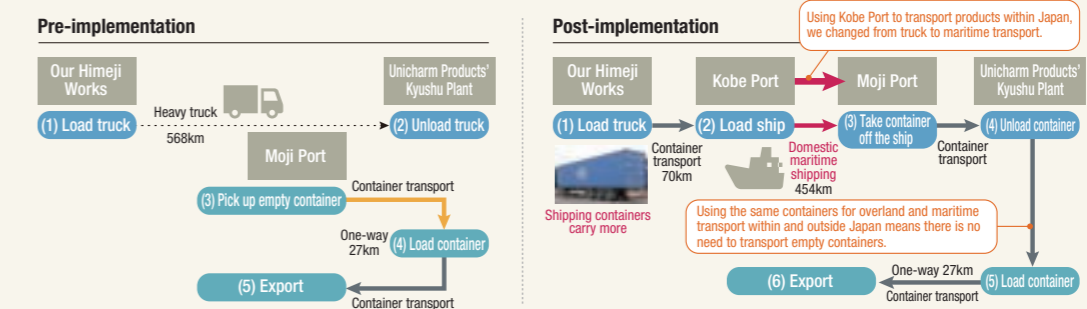 Pre-implementation
Our Himeji
Works
Unicharm Products'
Kyushu Plant
(1) Load truck
Heavy truck
568km
(2) Unload truck
Moji Port
(3) Pick up empty container
Container transport
One-way
27km
(4) Load container
(5) Export
Container transport
Post-implementation
Using Kobe Port to transport products within Japan,
we changed from truck to maritime transport.
Our Himeji
Works
Kobe Port
Moji Port
Unicharm Products'
Kyushu Plant
(1) Load truck
Container
transport
70km
(2) Load ship
Domestic
maritime
shipping
454km
(3) Take container
off the ship
Container
transport
(4) Unload container
Shipping containers
carry more
Using the same containers for overland and maritime
transport within and outside Japan means there is no
need to transport empty containers.
(5) Load container
One-way 27km
Container transport
(6) Export